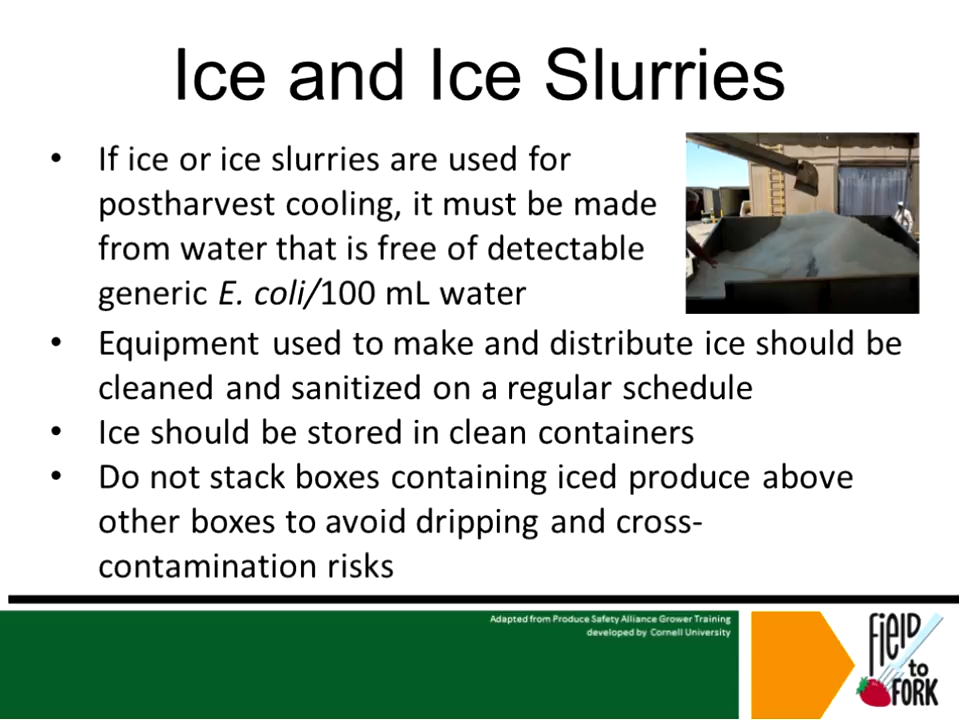 Ice and Ice Slurries
• If ice or ice slurries are used for
postharvest cooling, it must be made
from water that is free of detectable
generic E. coli/100 mL water
• Equipment used to make and distribute ice should be
cleaned and sanitized on a regular schedule
• Ice should be stored in clean containers
• Do not stack boxes containing iced produce above
other boxes to avoid dripping and cross-
contamination risks
Adapted from Produce Safety Alliance Grower Training
developed by Cornell University
FIELD
to
FORK